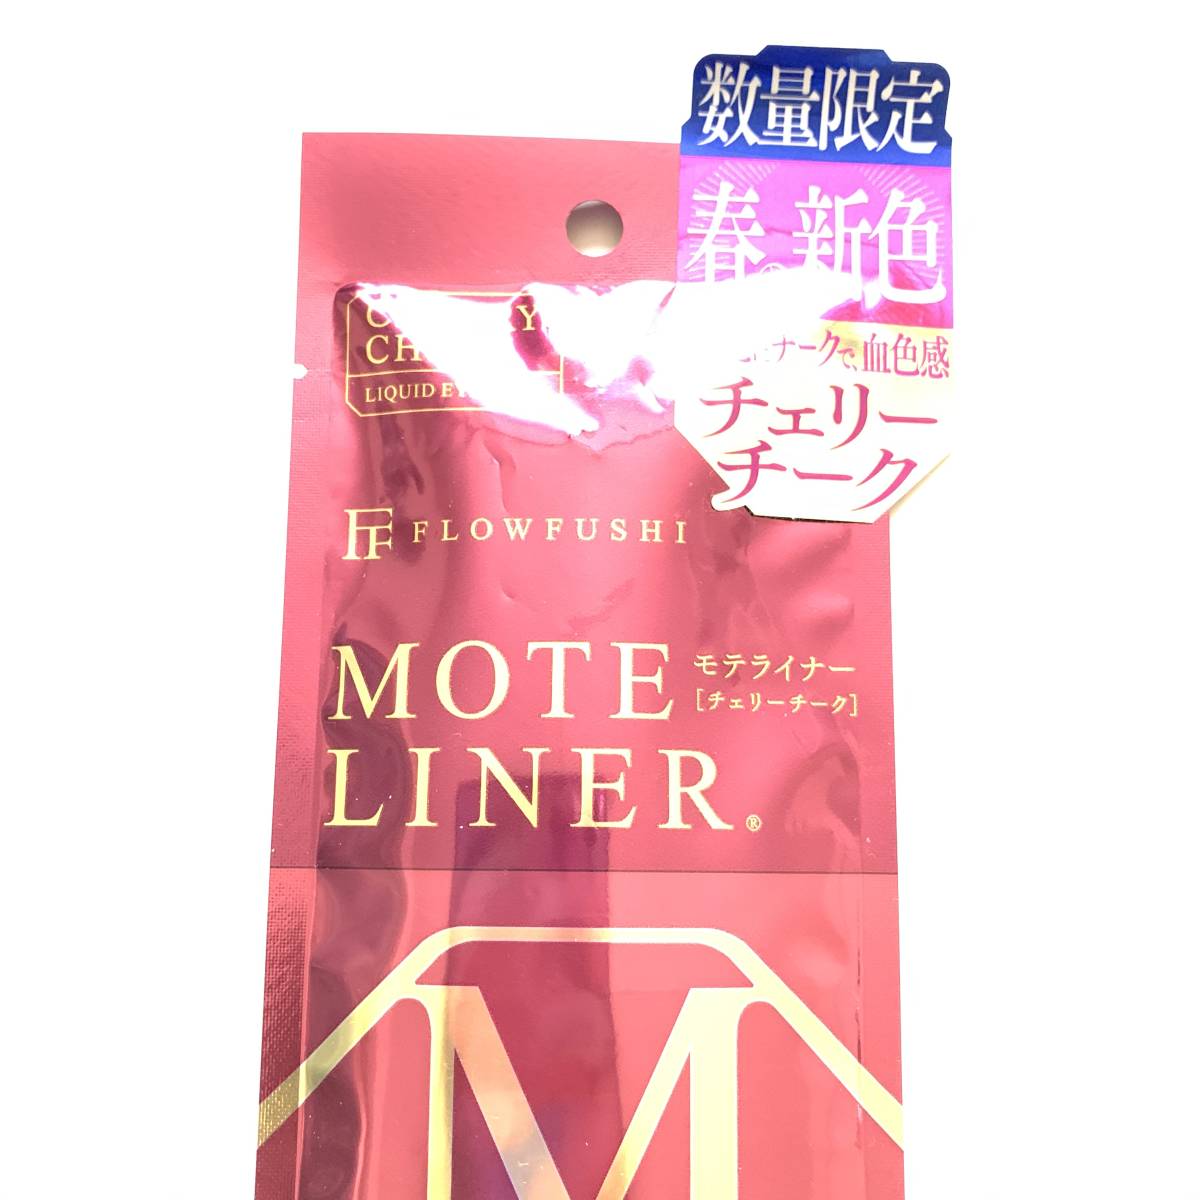 数量限定
春の新色
チークで、血色感
チェリー
チーク
LIQUID
FLOWFUSHI
MOTE
LINER®
モテライナー
[チェリーチーク]
M